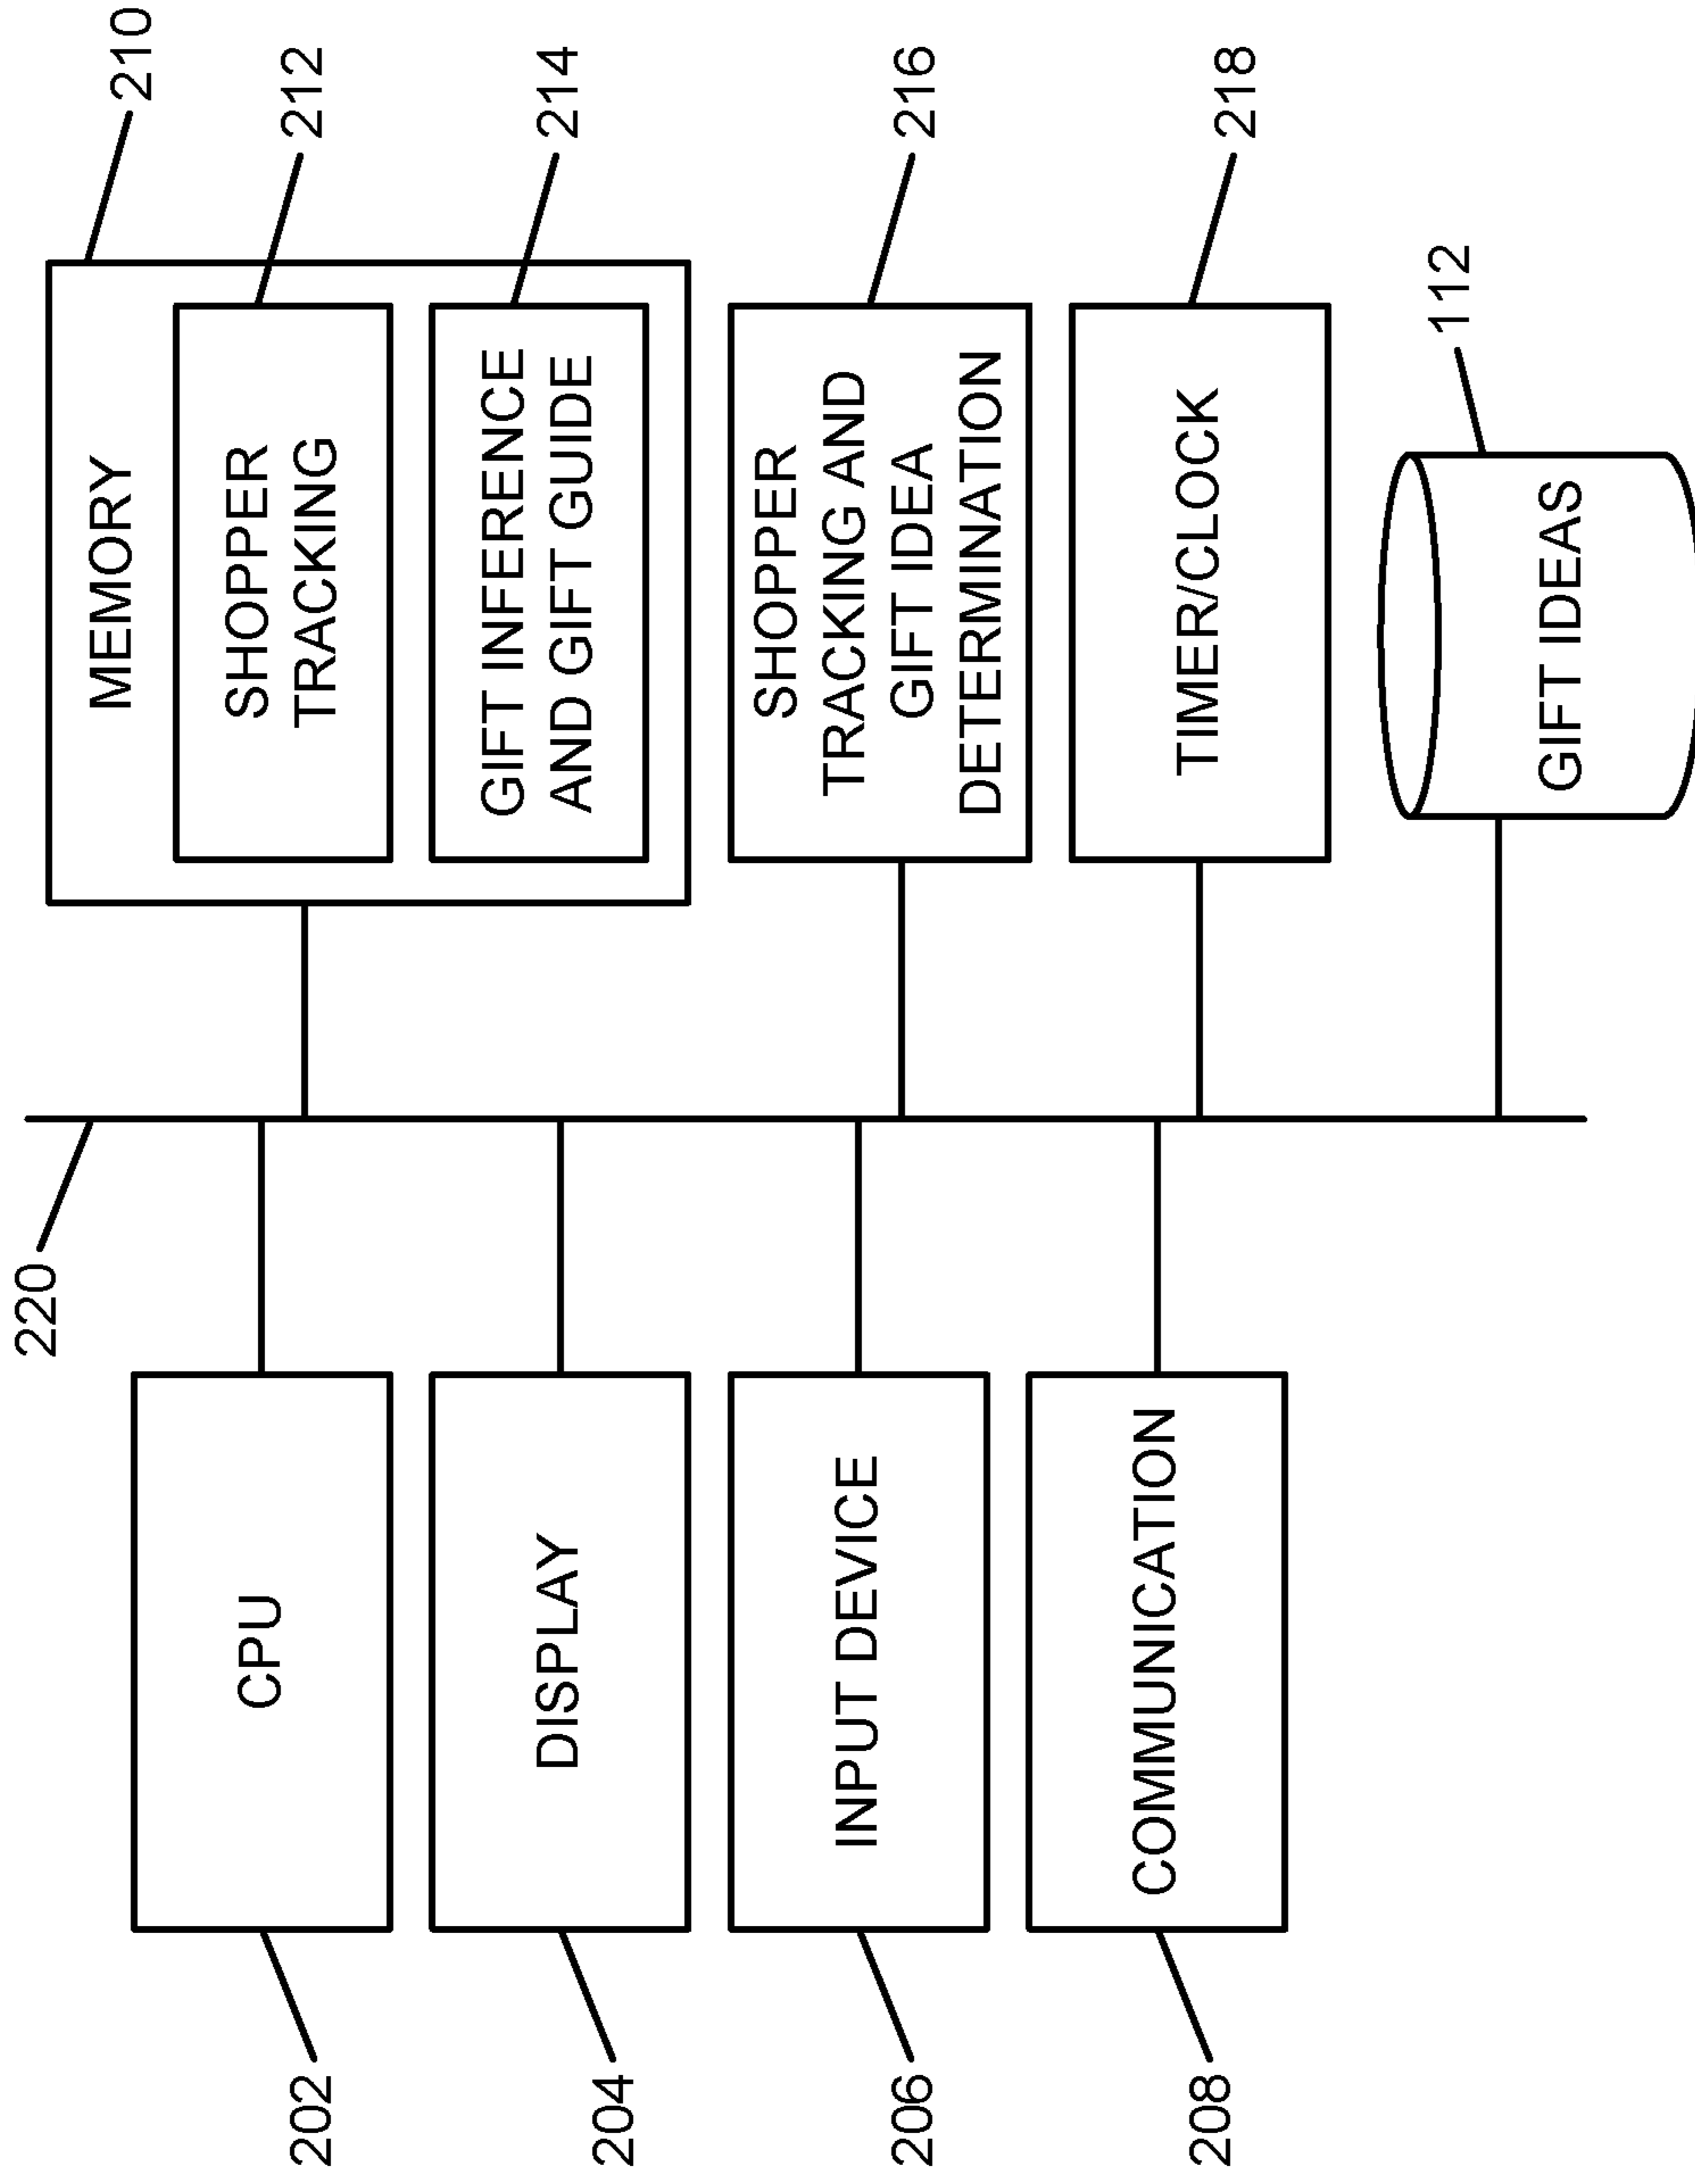 220
210
202
CPU
MEMORY
SHOPPER
TRACKING
212
204
DISPLAY
GIFT INFERENCE
AND GIFT GUIDE
214
206
INPUT DEVICE
SHOPPER
TRACKING AND
GIFT IDEA
DETERMINATION
216
208
COMMUNICATION
TIMER/CLOCK
218
112
GIFT IDEAS